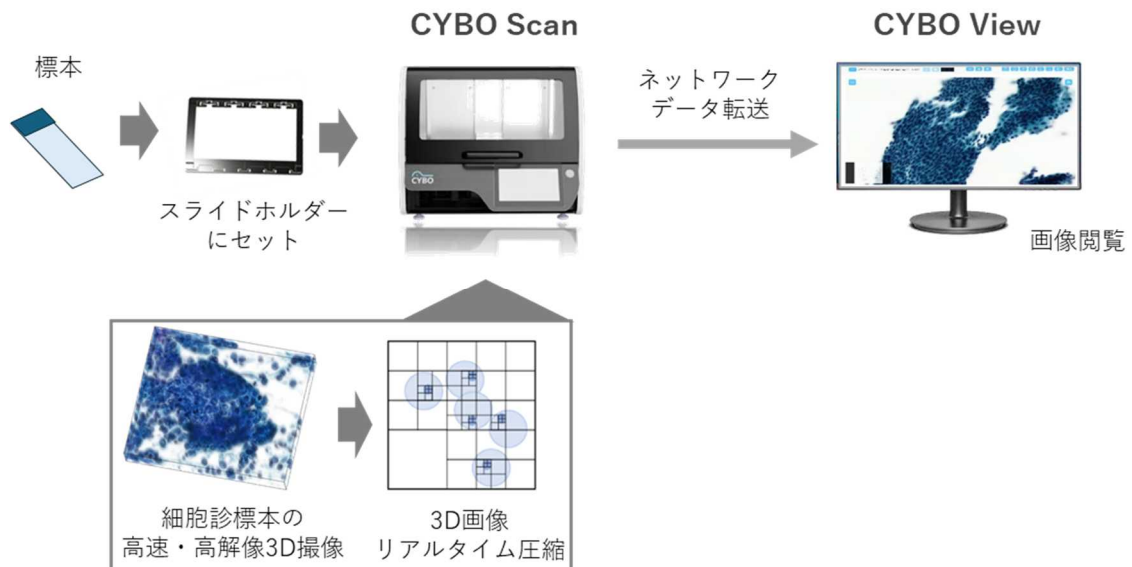 CYBO Scan
CYBO View
標本
ネットワーク
データ転送
CYBO
スライドホルダー
にセット
画像閲覧
細胞診標本の
高速・高解像3D撮像
3D画像
リアルタイム圧縮